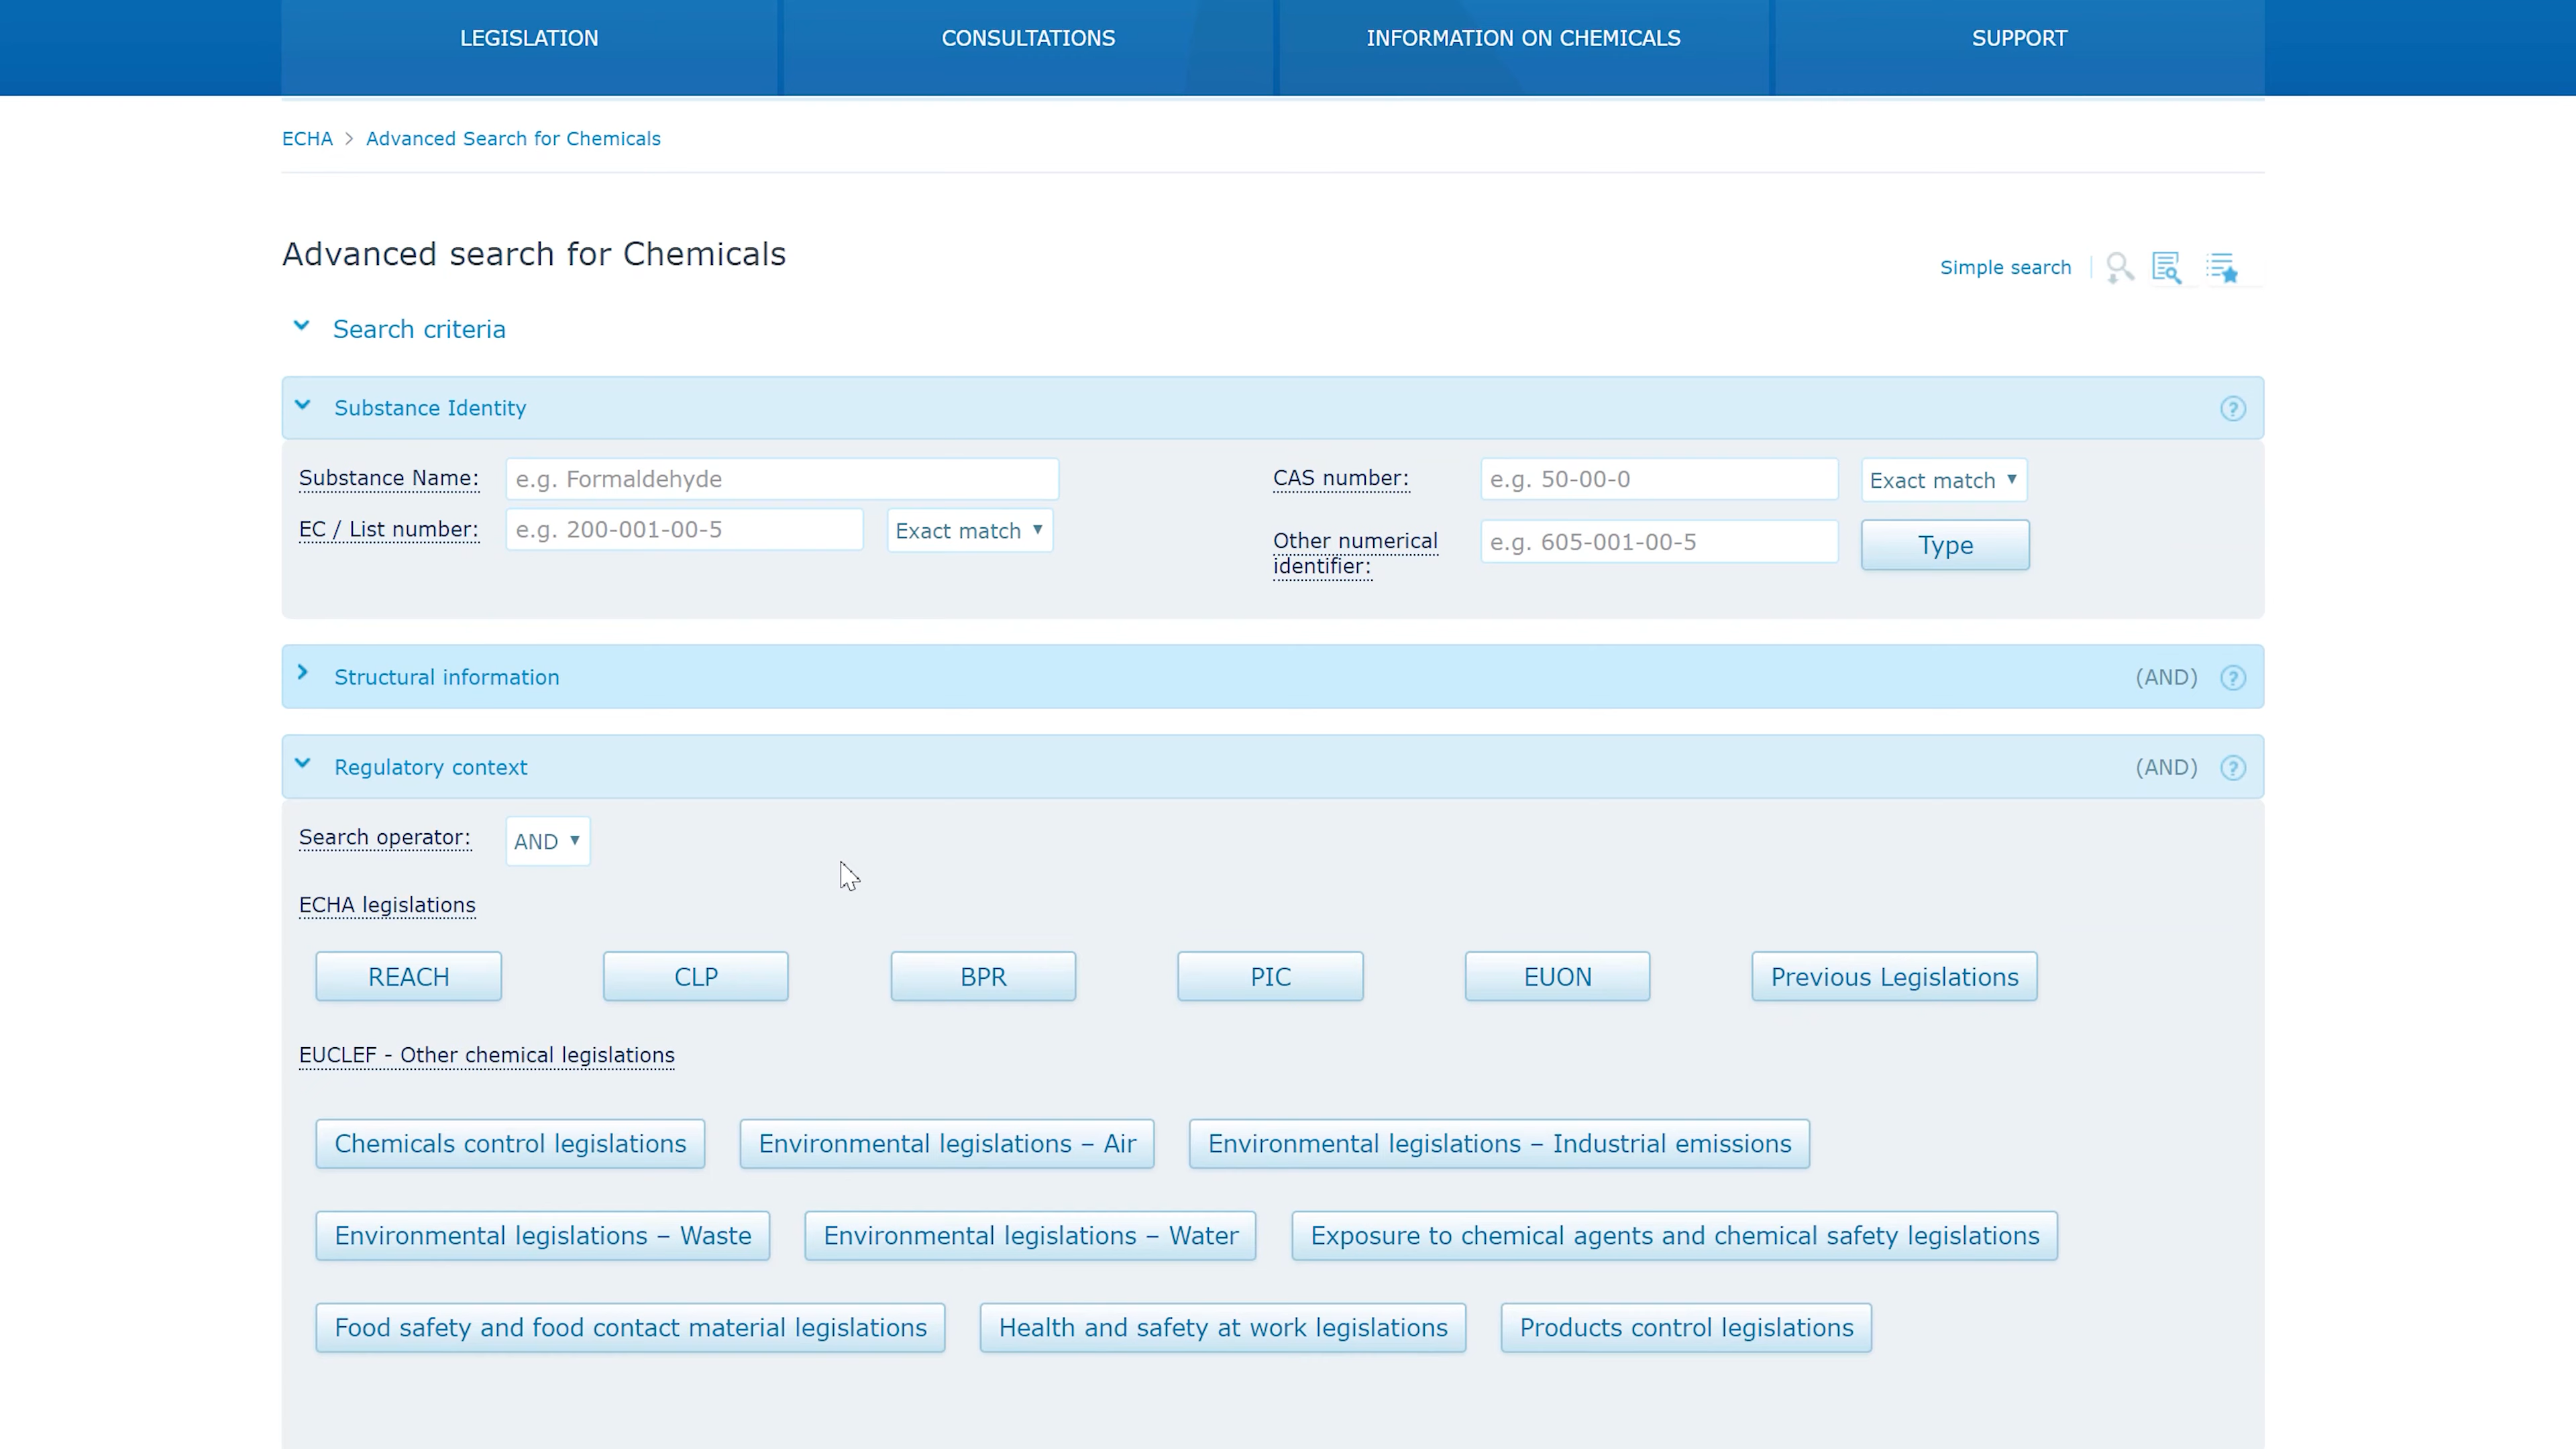 LEGISLATION CONSULTATIONS INFORMATION ON CHEMICALS SUPPORT
ECHA > Advanced Search for Chemicals
Advanced search for Chemicals
Simple search
Search criteria
Substance Identity ?
Substance Name: e.g. Formaldehyde CAS number: e.g. 50-00-0 Exact match
EC / List number: e.g. 200-001-00-5 Exact match Other numerical identifier: e.g. 605-001-00-5 Type
Structural information (AND) ?
Regulatory context (AND) ?
Search operator: AND
ECHA legislations
REACH CLP BPR PIC EUON Previous Legislations
EUCLEF - Other chemical legislations
Chemicals control legislations Environmental legislations – Air Environmental legislations – Industrial emissions
Environmental legislations – Waste Environmental legislations – Water Exposure to chemical agents and chemical safety legislations
Food safety and food contact material legislations Health and safety at work legislations Products control legislations